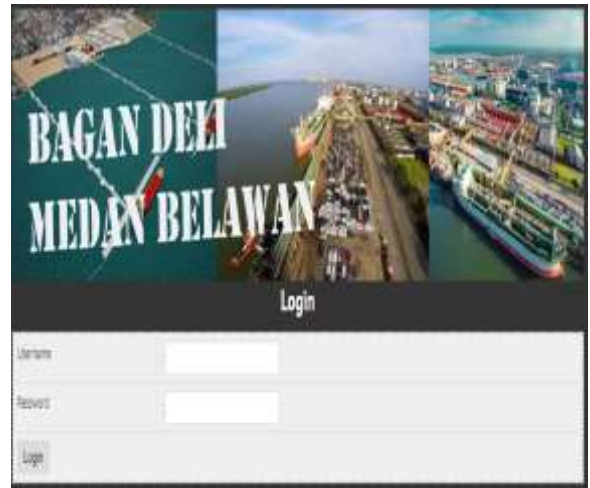 BAGAN DELI
MEDAN BELAWAN
Login
Username
Password
Login